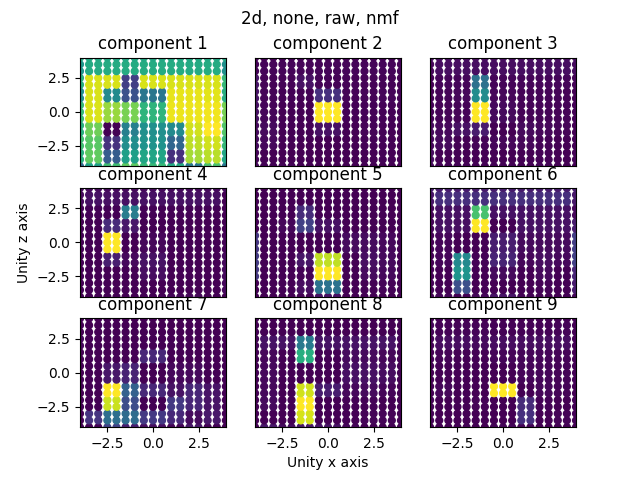 2d, none, raw, nmf
component 1 component 2 component 3
2.5
0.0
−2.5
component 4 component 5 component 6
2.5
0.0
−2.5
component 7 component 8 component 9
2.5
0.0
−2.5
−2.5 0.0 2.5 −2.5 0.0 2.5 −2.5 0.0 2.5
Unity x axis
Unity z axis